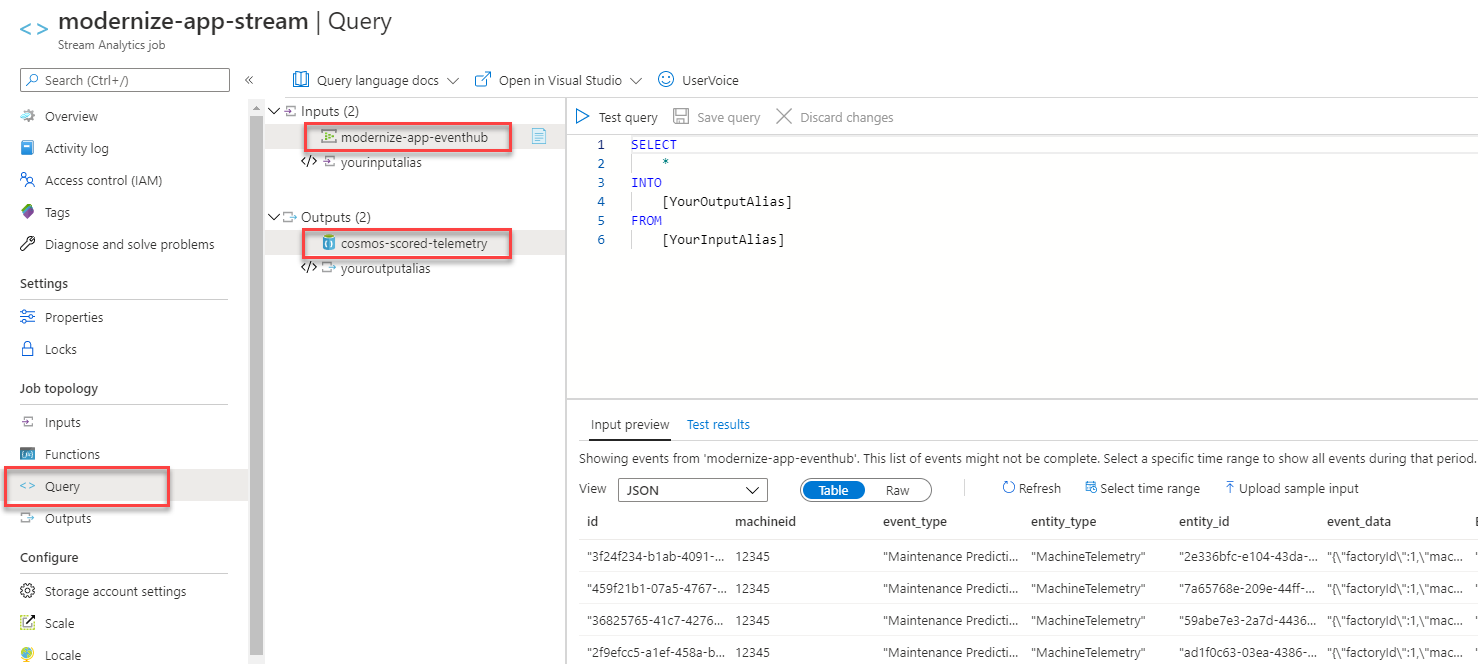 modernize-app-stream | Query
Stream Analytics job
Search (Ctrl+/)
«
Overview
Activity log
Access control (IAM)
Tags
Diagnose and solve problems
Settings
Properties
Locks
Job topology
Inputs
Functions
Query
Outputs
Configure
Storage account settings
Scale
Locale
Query language docs
Open in Visual Studio
UserVoice
Inputs (2)
modernize-app-eventhub
yourinputalias
Outputs (2)
cosmos-scored-telemetry
youroutputalias
Test query
Save query
Discard changes
1 SELECT
2 *
3 INTO
4 [YourOutputAlias]
5 FROM
6 [YourInputAlias]
Input preview
Test results
Showing events from 'modernize-app-eventhub'. This list of events might not be complete. Select a specific time range to show all events during that period.
View JSON Table Raw Refresh Select time range Upload sample input
id machineid event_type entity_type entity_id event_data
"3f24f234-b1ab-4091-... 12345 "Maintenance Predicti... "MachineTelemetry" "2e336bfc-e104-43da-... "{\"factoryId\":1,\"mac...
"459f21b1-07a5-4767-... 12345 "Maintenance Predicti... "MachineTelemetry" "7a65768e-209e-44ff-... "{\"factoryId\":1,\"mac...
"36825765-41c7-4276... 12345 "Maintenance Predicti... "MachineTelemetry" "59abe7e3-2a7d-4436... "{\"factoryId\":1,\"mac...
"2f9efcc5-a1ef-458a-b... 12345 "Maintenance Predicti... "MachineTelemetry" "ad1f0c63-03ea-4386-... "{\"factoryId\":1,\"mac...